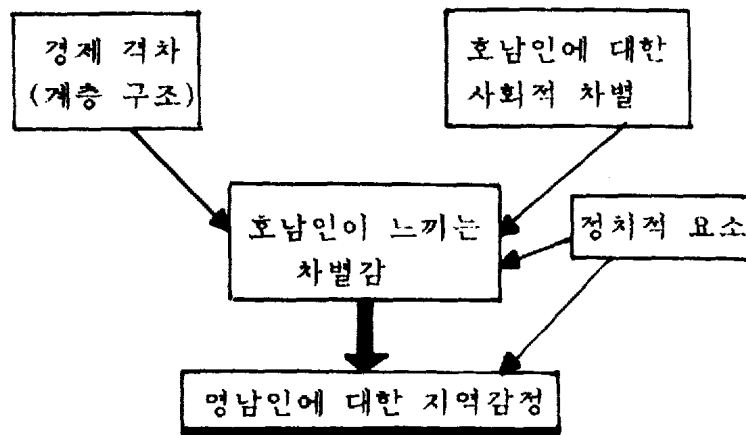 경제 격차
(계층 구조)
호남인에 대한
사회적 차별
호남인이 느끼는
차별감
정치적 요소
영남인에 대한 지역감정